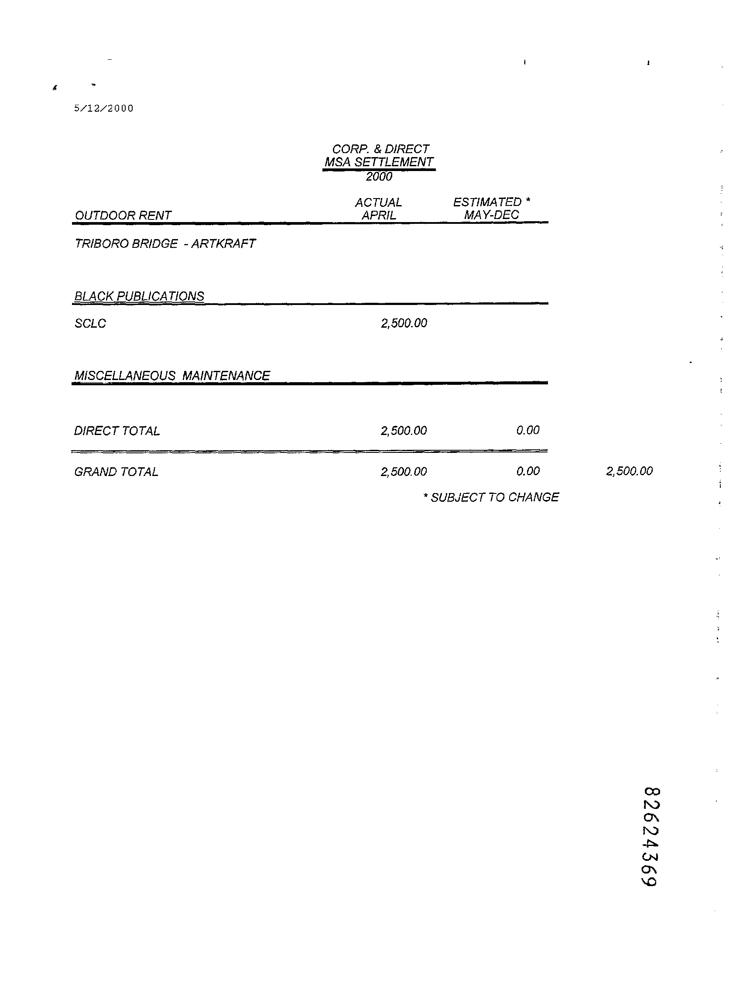 5/12/2000
CORP. & DIRECT
MSA SETTLEMENT
2000
ACTUAL ESTIMATED *
OUTDOOR RENT APRIL MAY-DEC
TRIBORO BRIDGE - ARTKRAFT
BLACK PUBLICATIONS
SCLC 2,500.00
MISCELLANEOUS MAINTENANCE
DIRECT TOTAL 2,500.00 0.00
GRAND TOTAL 2,500.00 0.00 2,500.00
* SUBJECT TO CHANGE
82624369